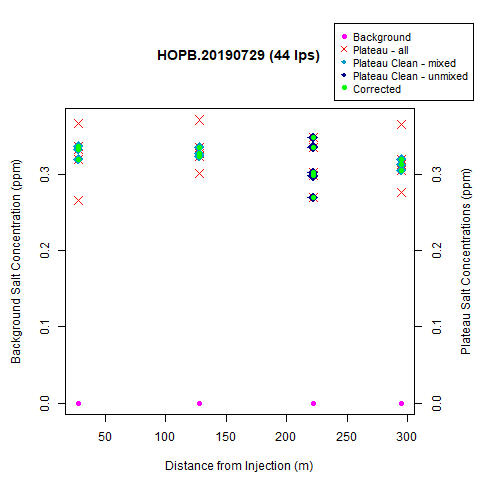 HOPB.20190729 (44 lps)
Background
Plateau - all
Plateau Clean - mixed
Plateau Clean - unmixed
Corrected
Background Salt Concentration (ppm)
0.3
0.2
0.1
0.0
0.3
0.2
0.1
0.0
Plateau Salt Concentrations (ppm)
50 100 150 200 250 300
Distance from Injection (m)